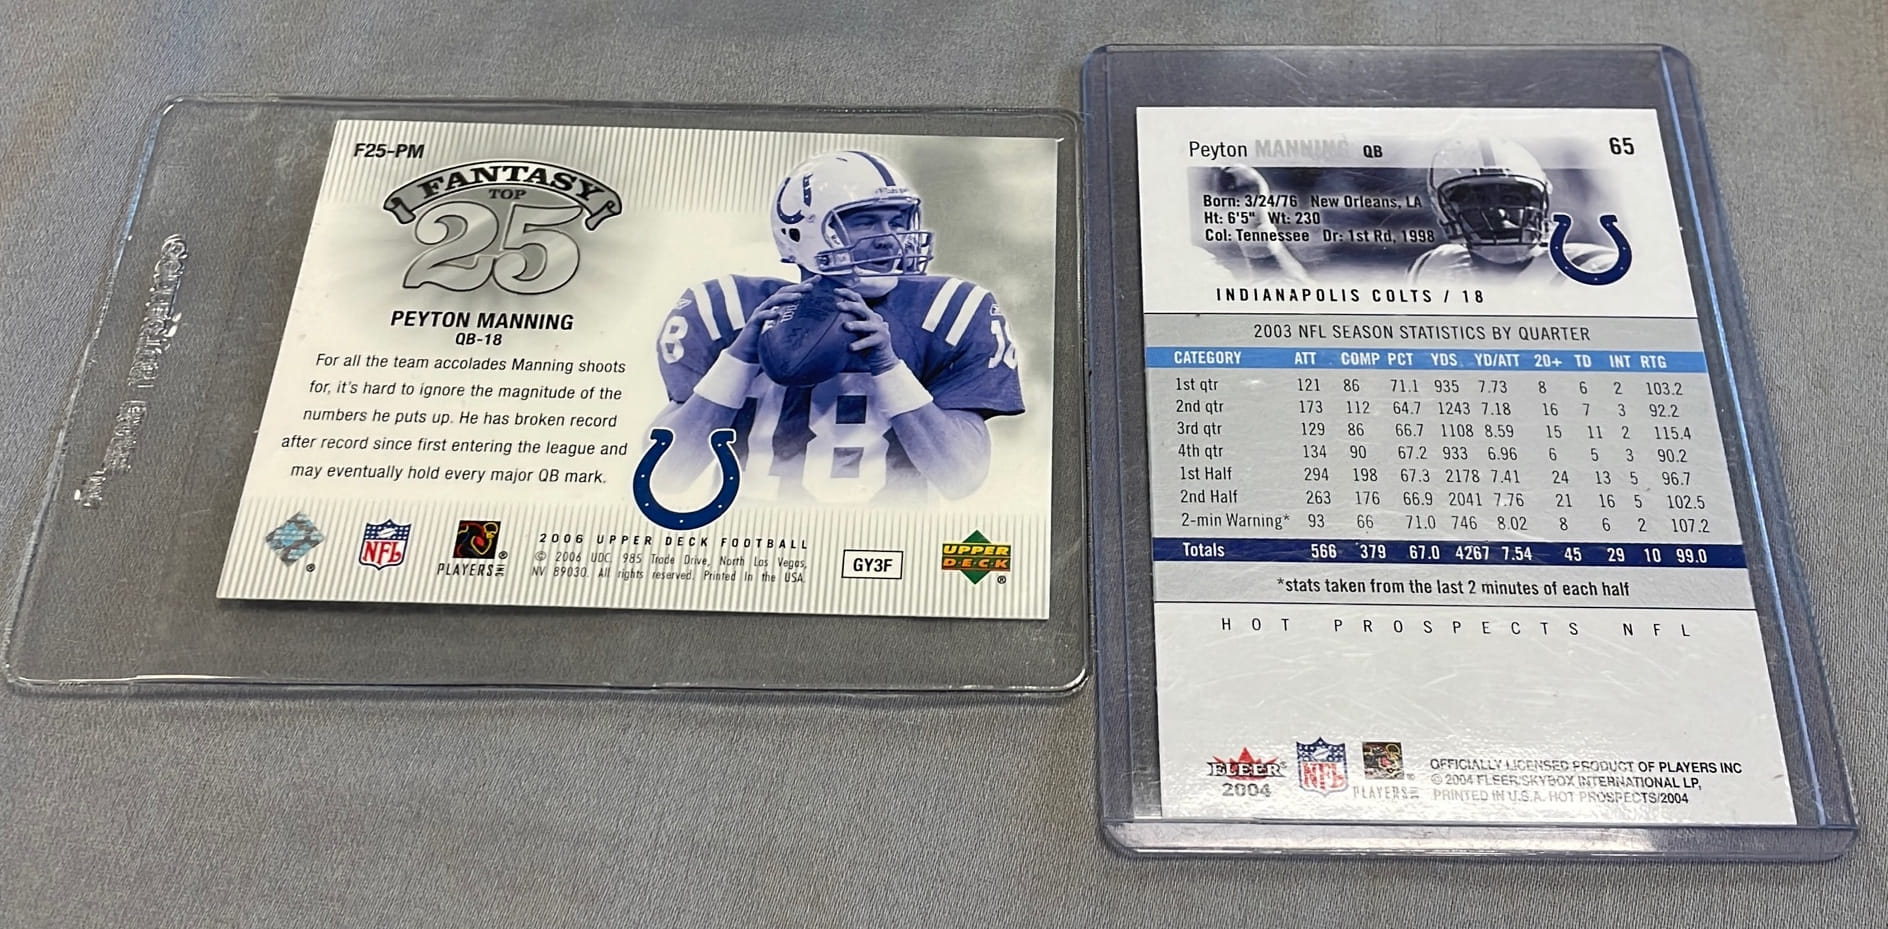 F25-PM
FANTASY
TOP
25
PEYTON MANNING
QB-18
For all the team accolades Manning shoots
for, it's hard to ignore the magnitude of the
numbers he puts up. He has broken record
after record since first entering the league and
may eventually hold every major QB mark.
18
18
NFL
PLAYERS INC
2006 UPPER DECK FOOTBALL
© 2006 UDC, 985 Trade Drive, North Las Vegas,
NV 89030. All rights reserved. Printed in the USA.
GY3F
UPPER
DECK
Peyton MANNING QB
65
Born: 3/24/76 New Orleans, LA
Ht: 6'5" Wt: 230
Col: Tennessee Dr: 1st Rd, 1998
INDIANAPOLIS COLTS / 18
2003 NFL SEASON STATISTICS BY QUARTER
CATEGORY ATT COMP PCT YDS YD/ATT 20+ TD INT RTG
1st qtr 121 86 71.1 935 7.73 8 6 2 103.2
2nd qtr 173 112 64.7 1243 7.18 16 7 3 92.2
3rd qtr 129 86 66.7 1108 8.59 15 11 2 115.4
4th qtr 134 90 67.2 933 6.96 6 5 3 90.2
1st Half 294 198 67.3 2178 7.41 24 13 5 96.7
2nd Half 263 176 66.9 2041 7.76 21 16 5 102.5
2-min Warning* 93 66 71.0 746 8.02 8 6 2 107.2
Totals 566 379 67.0 4267 7.54 45 29 10 99.0
*stats taken from the last 2 minutes of each half
HOT PROSPECTS NFL
FLEER
2004
NFL
PLAYERS INC
OFFICIALLY LICENSED PRODUCT OF PLAYERS INC
© 2004 FLEER/SKYBOX INTERNATIONAL LP,
PRINTED IN U.S.A. HOT PROSPECTS/2004